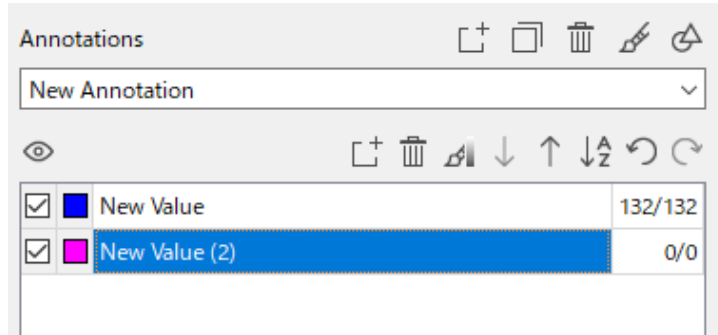 Annotations
New Annotation
New Value 132/132
New Value (2) 0/0